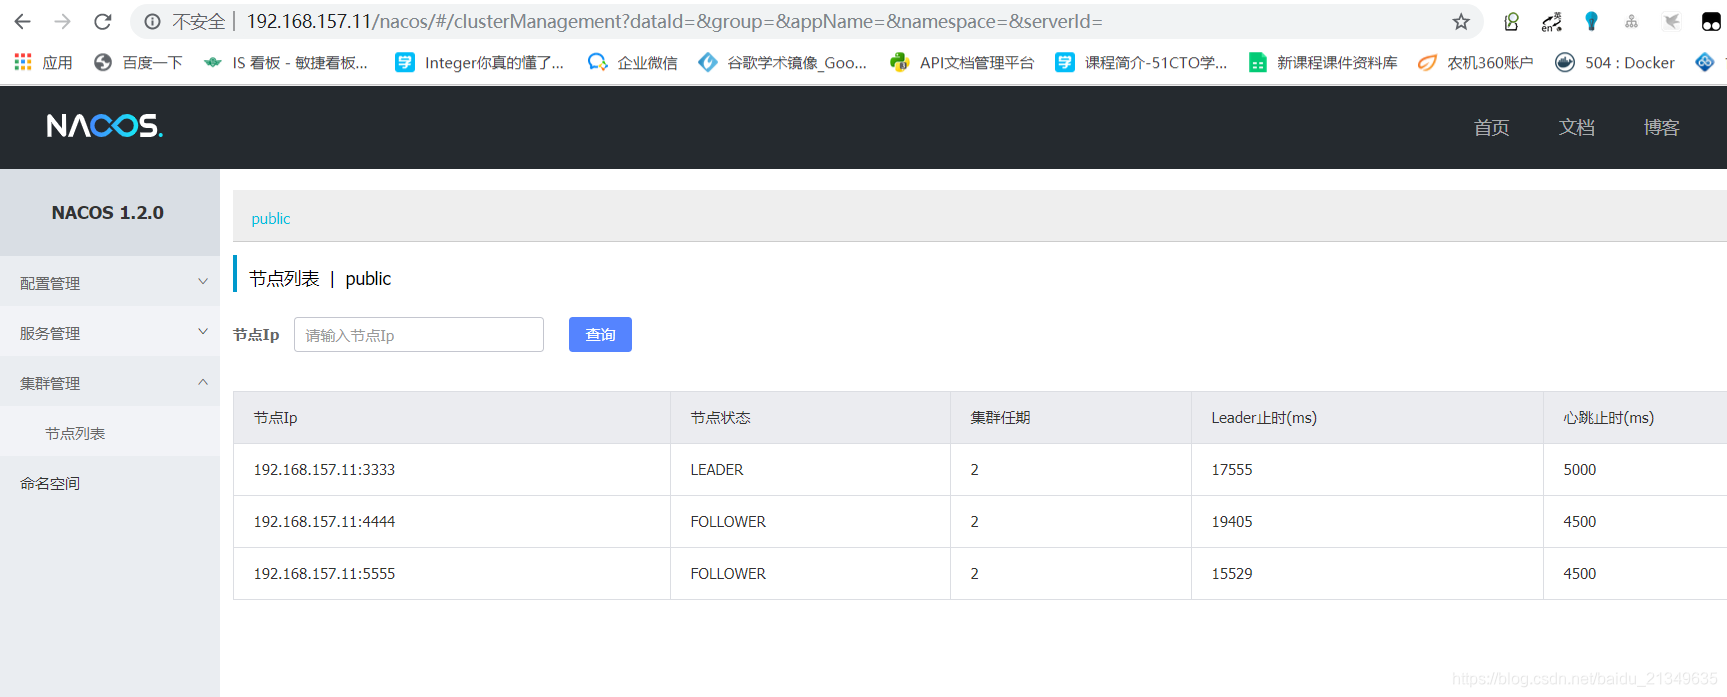 不安全 | 192.168.157.11/nacos/#/clusterManagement?dataId=&group=&appName=&namespace=&serverId=
应用 百度一下 IS 看板 - 敏捷看板... Integer你真的懂了... 企业微信 谷歌学术镜像_Goo... API文档管理平台 课程简介-51CTO学... 新课程课件资料库 农机360账户 504 : Docker
NACOS. 首页 文档 博客
NACOS 1.2.0
配置管理
服务管理
集群管理
节点列表
命名空间
public
节点列表 | public
节点Ip 请输入节点Ip 查询
节点Ip 节点状态 集群任期 Leader止时(ms) 心跳止时(ms)
192.168.157.11:3333 LEADER 2 17555 5000
192.168.157.11:4444 FOLLOWER 2 19405 4500
192.168.157.11:5555 FOLLOWER 2 15529 4500
https://blog.csdn.net/baidu_21349635